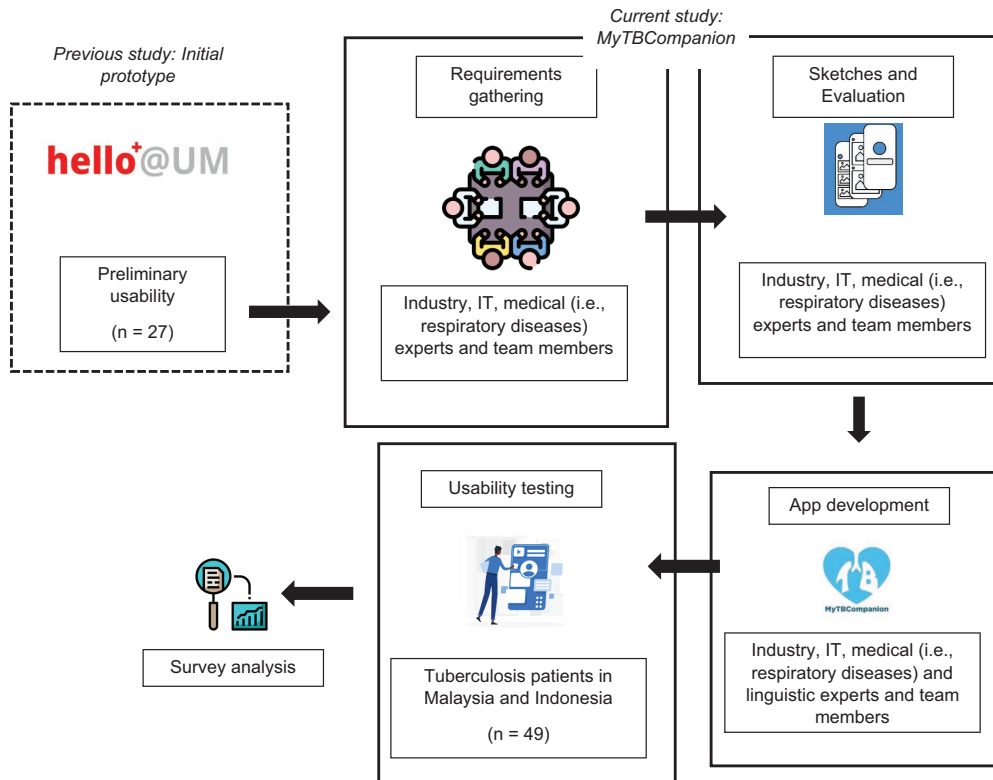 Previous study: Initial
prototype
hello+@UM
Preliminary
usability
(n = 27)
Current study:
MyTBCompanion
Requirements
gathering
Industry, IT, medical (i.e.,
respiratory diseases)
experts and team members
Sketches and
Evaluation
Industry, IT, medical (i.e.,
respiratory diseases)
experts and team members
App development
TB
MyTBCompanion
Industry, IT, medical (i.e.,
respiratory diseases) and
linguistic experts and team
members
Usability testing
Tuberculosis patients in
Malaysia and Indonesia
(n = 49)
Survey analysis